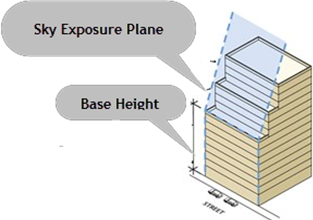 Sky Exposure Plane
Base Height
STREET